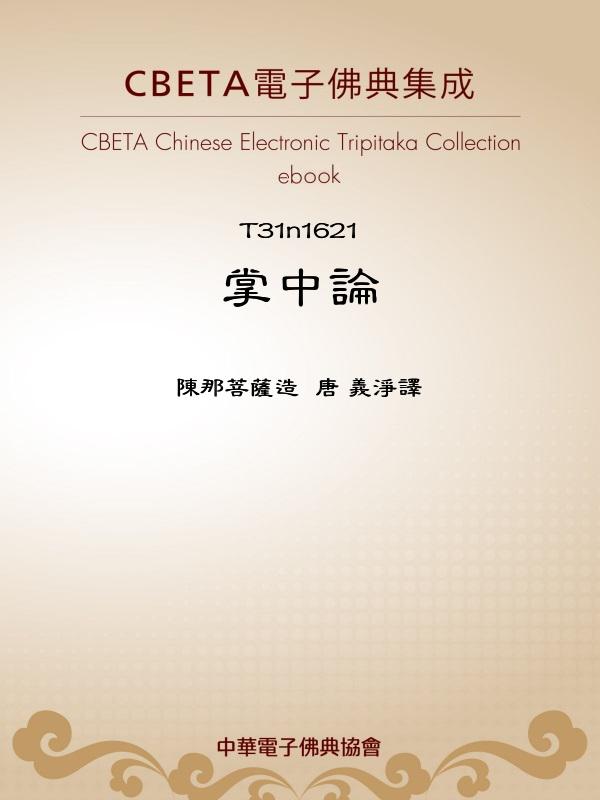 CBETA電子佛典集成
CBETA Chinese Electronic Tripitaka Collection
ebook
T31n1621
掌中論
陳那菩薩造 唐 義淨譯
中華電子佛典協會